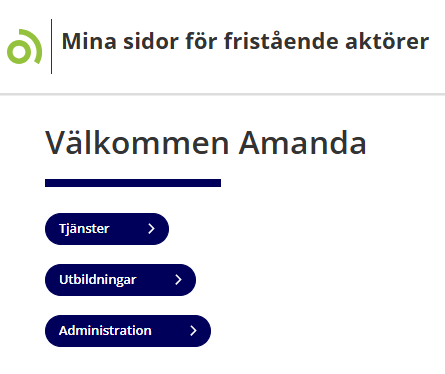 Mina sidor för fristående aktörer
Välkommen Amanda
Tjänster
Utbildningar
Administration